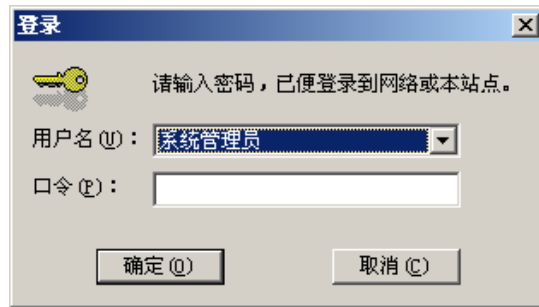 登录
请输入密码，已便登录到网络或本站点。
用户名(U)： 系统管理员
口令(P)：
确定(O) 取消(C)